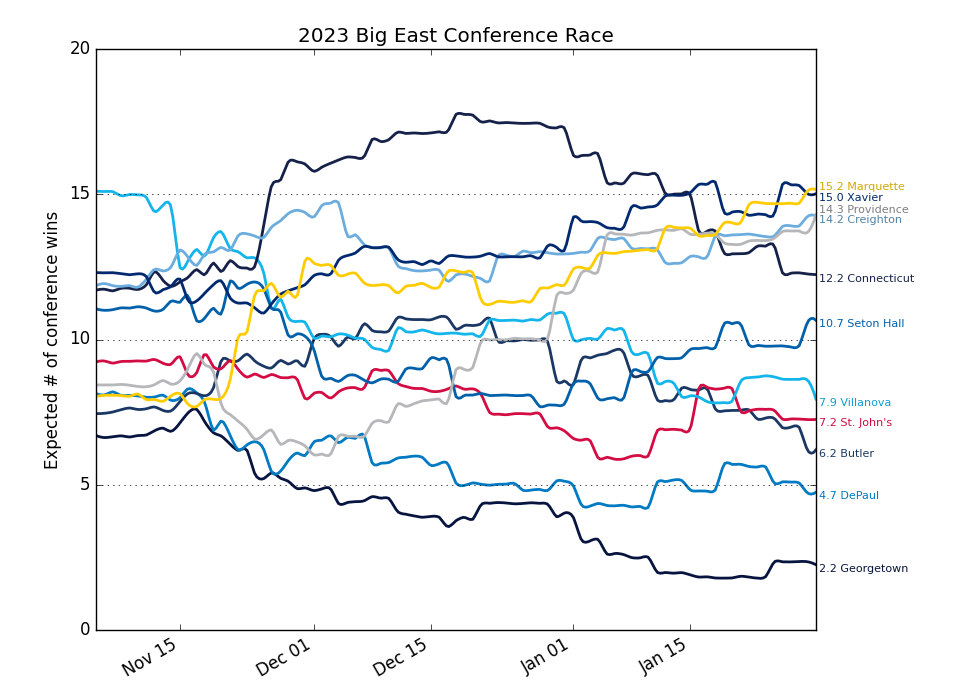 2023 Big East Conference Race
Expected # of conference wins
20
15
10
5
0
Nov 15
Dec 01
Dec 15
Jan 01
Jan 15
15.2 Marquette
15.0 Xavier
14.3 Providence
14.2 Creighton
12.2 Connecticut
10.7 Seton Hall
7.9 Villanova
7.2 St. John's
6.2 Butler
4.7 DePaul
2.2 Georgetown